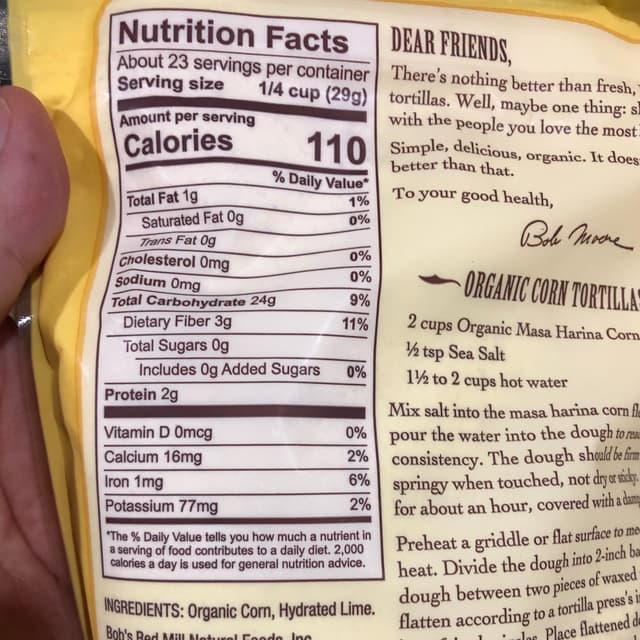 Nutrition Facts
About 23 servings per container
Serving size 1/4 cup (29g)
Amount per serving
Calories 110
% Daily Value*
Total Fat 1g 1%
Saturated Fat 0g 0%
Trans Fat 0g
Cholesterol 0mg 0%
Sodium 0mg 0%
Total Carbohydrate 24g 9%
Dietary Fiber 3g 11%
Total Sugars 0g
Includes 0g Added Sugars 0%
Protein 2g
Vitamin D 0mcg 0%
Calcium 16mg 2%
Iron 1mg 6%
Potassium 77mg 2%
*The % Daily Value tells you how much a nutrient in
a serving of food contributes to a daily diet. 2,000
calories a day is used for general nutrition advice.
INGREDIENTS: Organic Corn, Hydrated Lime.
Bob's Red Mill Natural Foods, Inc
DEAR FRIENDS,
There's nothing better than fresh,
tortillas. Well, maybe one thing:
with the people you love the most
Simple, delicious, organic. It does
better than that.
To your good health,
Bob Moore
ORGANIC CORN TORTILLAS
2 cups Organic Masa Harina Corn
½ tsp Sea Salt
1½ to 2 cups hot water
Mix salt into the masa harina corn
pour the water into the dough to
consistency. The dough should be firm
springy when touched, not dry or sticky.
for about an hour, covered with a
Preheat a griddle or flat surface to
heat. Divide the dough into 2-inch
dough between two pieces of waxed
flatten according to a tortilla press's
Place flattened